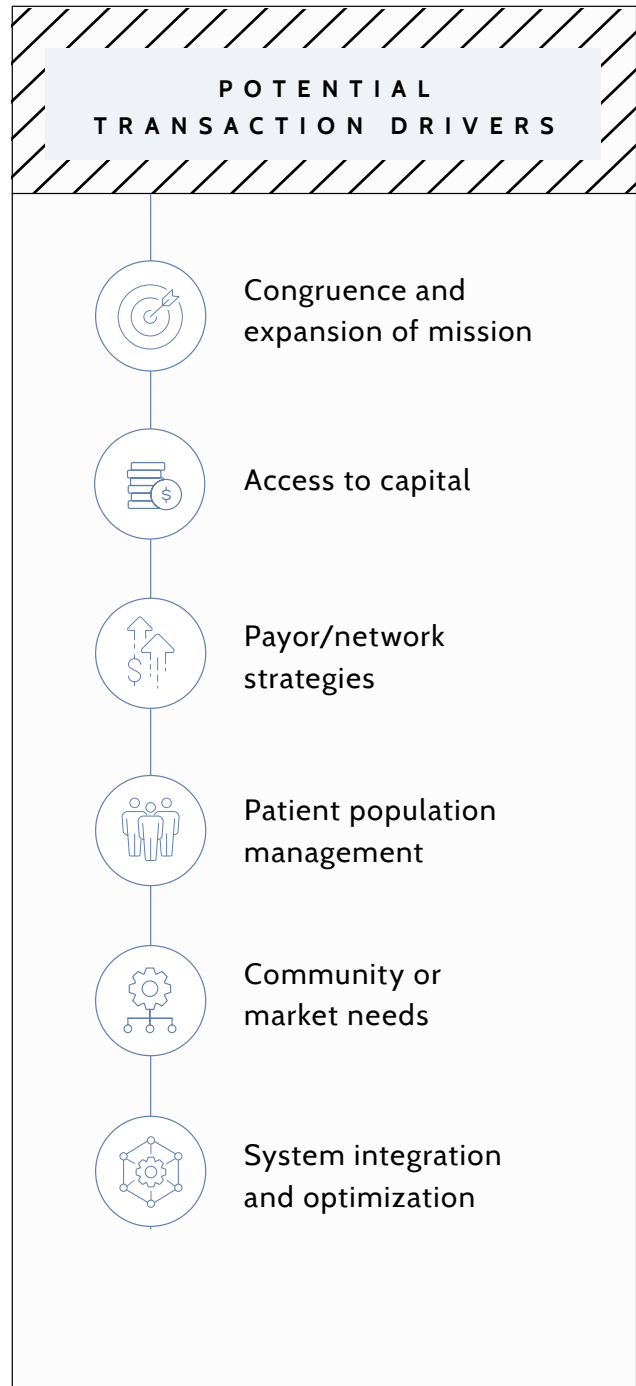 POTENTIAL
TRANSACTION DRIVERS
Congruence and
expansion of mission
$
Access to capital
$
Payor/network
strategies
Patient population
management
Community or
market needs
System integration
and optimization